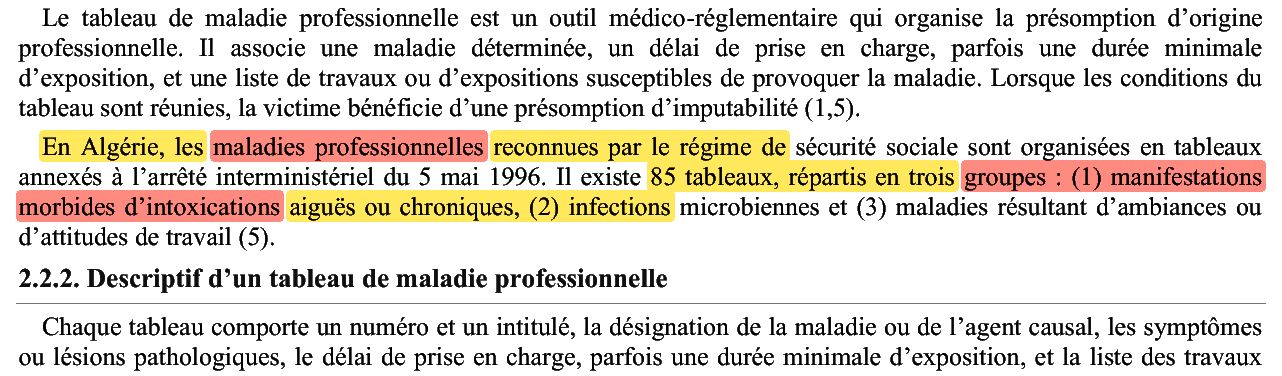 Le tableau de maladie professionnelle est un outil médico-réglementaire qui organise la présomption d’origine
professionnelle. Il associe une maladie déterminée, un délai de prise en charge, parfois une durée minimale
d’exposition, et une liste de travaux ou d’expositions susceptibles de provoquer la maladie. Lorsque les conditions du
tableau sont réunies, la victime bénéficie d’une présomption d’imputabilité (1,5).
En Algérie, les maladies professionnelles reconnues par le régime de sécurité sociale sont organisées en tableaux
annexés à l’arrêté interministériel du 5 mai 1996. Il existe 85 tableaux, répartis en trois groupes : (1) manifestations
morbides d’intoxications aiguës ou chroniques, (2) infections microbiennes et (3) maladies résultant d’ambiances ou
d’attitudes de travail (5).
2.2.2. Descriptif d’un tableau de maladie professionnelle
Chaque tableau comporte un numéro et un intitulé, la désignation de la maladie ou de l’agent causal, les symptômes
ou lésions pathologiques, le délai de prise en charge, parfois une durée minimale d’exposition, et la liste des travaux